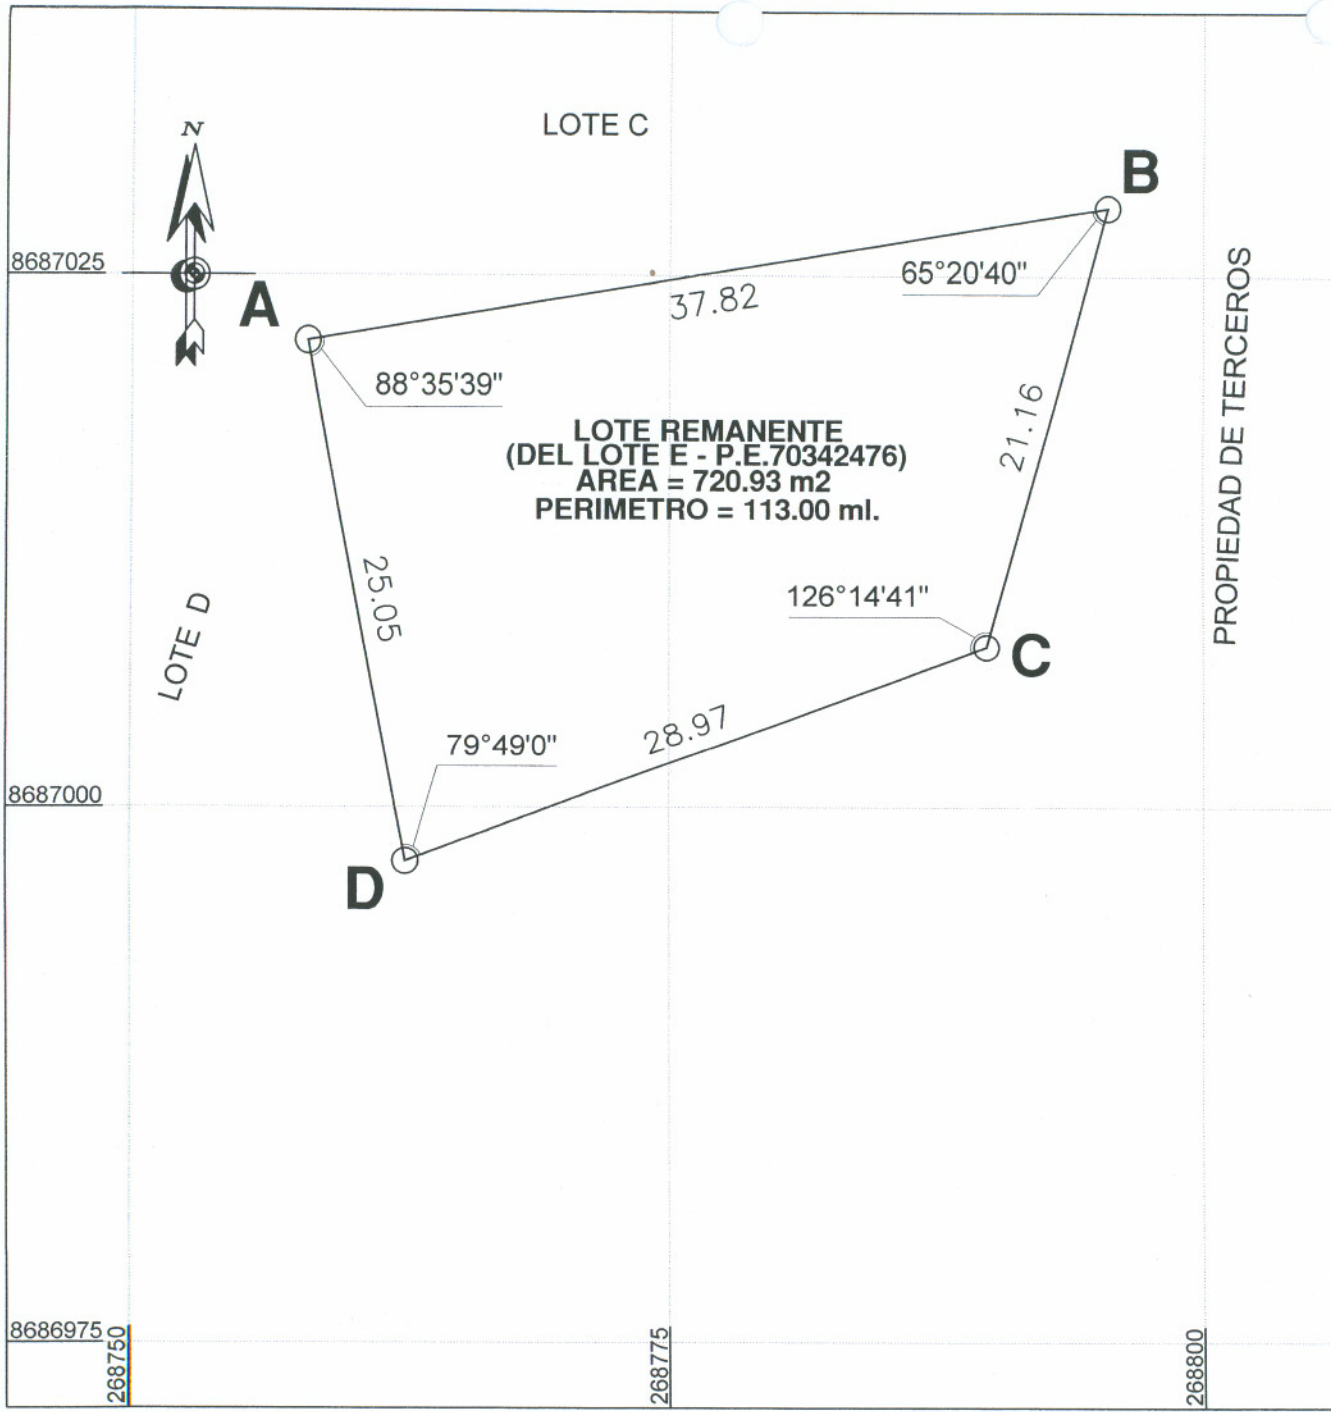 LOTE C
N
B
8687025
A
65°20'40"
37.82
88°35'39"
PROPIEDAD DE TERCEROS
21.16
LOTE REMANENTE
(DEL LOTE E - P.E.70342476)
AREA = 720.93 m2
PERIMETRO = 113.00 ml.
25.05
LOTE D
126°14'41"
C
28.97
79°49'0"
8687000
D
8686975
268750
268775
268800